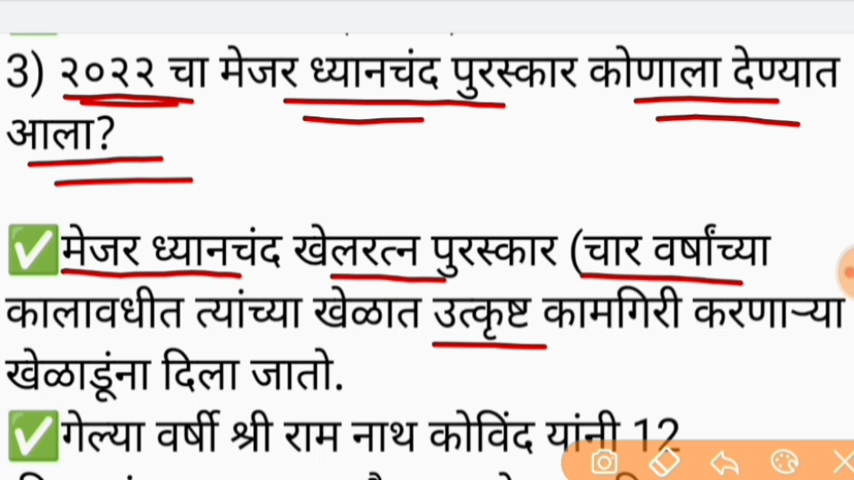 3) २०२२ चा मेजर ध्यानचंद पुरस्कार कोणाला देण्यात
आला?
✅मेजर ध्यानचंद खेलरत्न पुरस्कार (चार वर्षांच्या
कालावधीत त्यांच्या खेळात उत्कृष्ट कामगिरी करणाऱ्या
खेळाडूंना दिला जातो.
✅गेल्या वर्षी श्री राम नाथ कोविंद यांनी 12